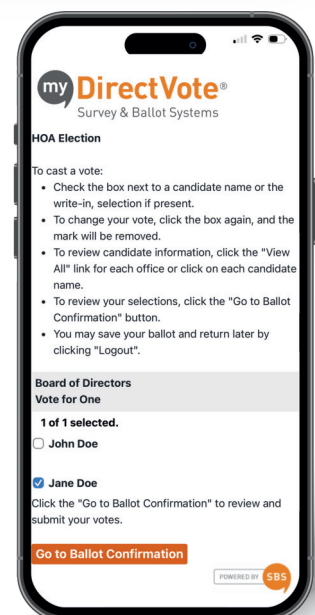 my DirectVote®
Survey & Ballot Systems
HOA Election
To cast a vote:
• Check the box next to a candidate name or the
write-in, selection if present.
• To change your vote, click the box again, and the
mark will be removed.
• To review candidate information, click the "View
All" link for each office or click on each candidate
name.
• To review your selections, click the "Go to Ballot
Confirmation" button.
• You may save your ballot and return later by
clicking "Logout".
Board of Directors
Vote for One
1 of 1 selected.
John Doe
Jane Doe
Click the "Go to Ballot Confirmation" to review and
submit your votes.
Go to Ballot Confirmation
POWERED BY SBS